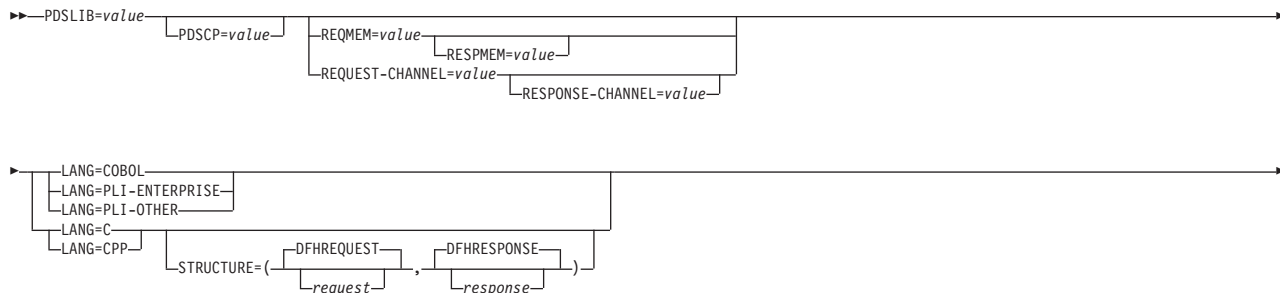 PDSLIB=value
PDSCP=value
REQMEM=value
RESPMEM=value
REQUEST-CHANNEL=value
RESPONSE-CHANNEL=value
LANG=COBOL
LANG=PLI-ENTERPRISE
LANG=PLI-OTHER
LANG=C
LANG=CPP
STRUCTURE=( DFHREQUEST , DFHRESPONSE )
request response